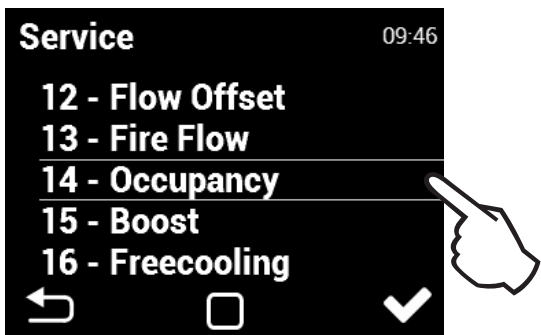 Service 09:46
12 - Flow Offset
13 - Fire Flow
14 - Occupancy
15 - Boost
16 - Freecooling